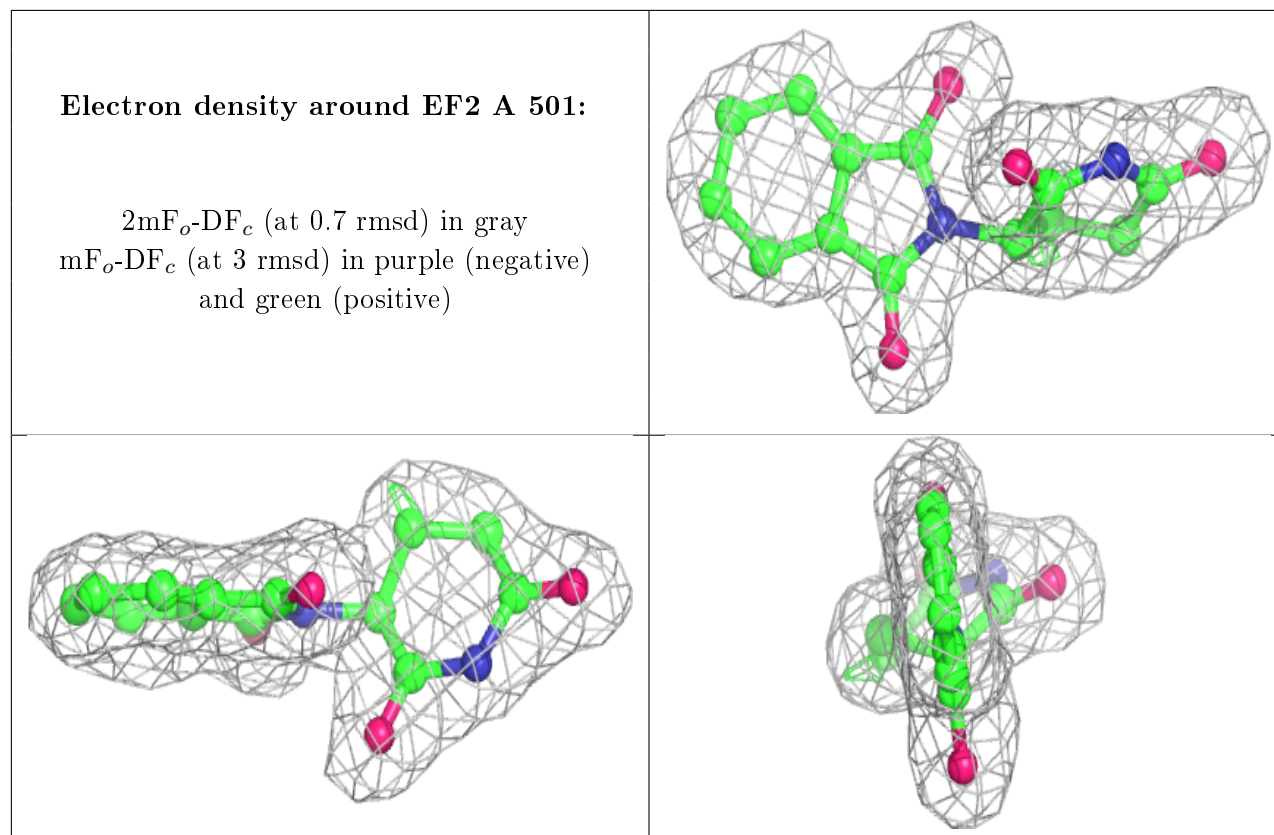 Electron density around EF2 A 501:
2mFo-DFc (at 0.7 rmsd) in gray
mFo-DFc (at 3 rmsd) in purple (negative)
and green (positive)